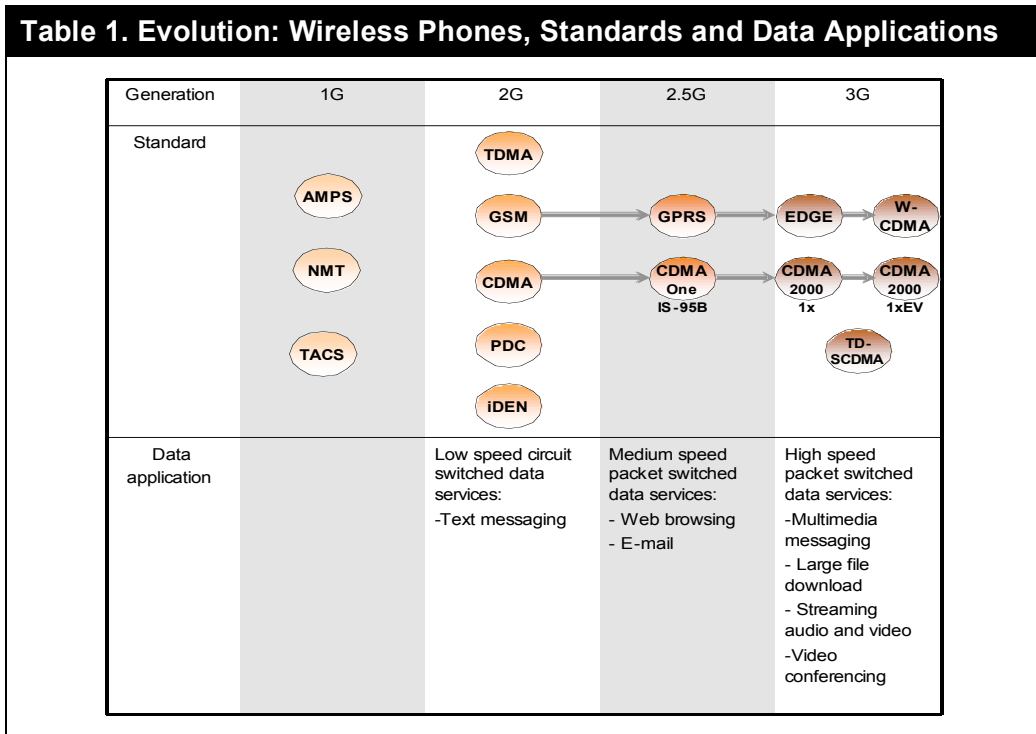 Table 1. Evolution: Wireless Phones, Standards and Data Applications
Generation
1G
2G
2.5G
3G
Standard
AMPS
NMT
TACS
TDMA
GSM
CDMA
PDC
iDEN
GPRS
CDMA
One
IS-95B
EDGE
W-
CDMA
CDMA
2000
1x
CDMA
2000
1xEV
TD-
SCDMA
Data
application
Low speed circuit
switched data
services:
-Text messaging
Medium speed
packet switched
data services:
- Web browsing
- E-mail
High speed
packet switched
data services:
-Multimedia
messaging
- Large file
download
- Streaming
audio and video
-Video
conferencing